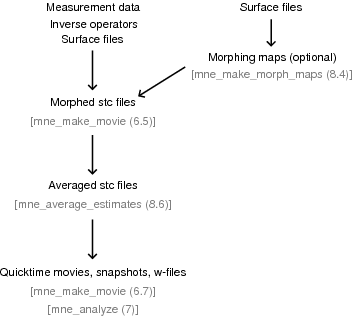 Measurement data
Inverse operators
Surface files
Surface files
Morphing maps (optional)
[mne_make_morph_maps (8.4)]
Morphed stc files
[mne_make_movie (6.5)]
Averaged stc files
[mne_average_estimates (8.6)]
Quicktime movies, snapshots, w-files
[mne_make_movie (6.7)]
[mne_analyze (7)]